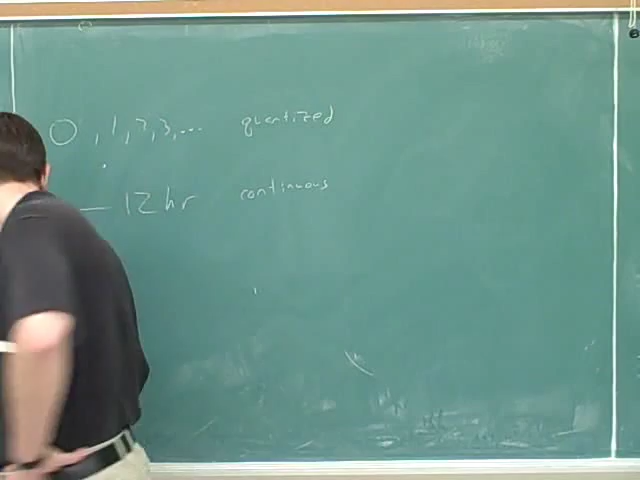 0, 1, 2, 3, ... quantized
— 12 hr continuous